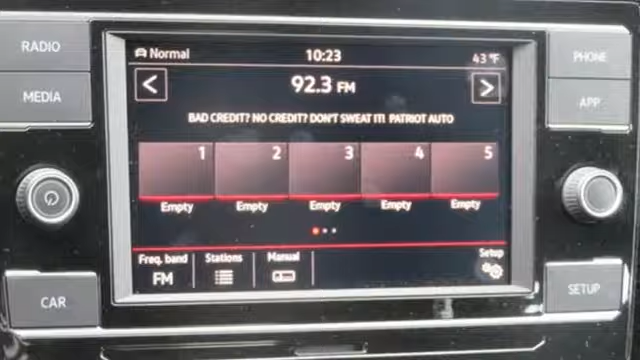 RADIO
MEDIA
CAR
Normal
10:23
43 °F
<
92.3 FM
>
BAD CREDIT? NO CREDIT? DON'T SWEAT IT! PATRIOT AUTO
1 2 3 4 5
Empty Empty Empty Empty Empty
Freq. band Stations Manual Setup
FM
PHONE
APP
SETUP